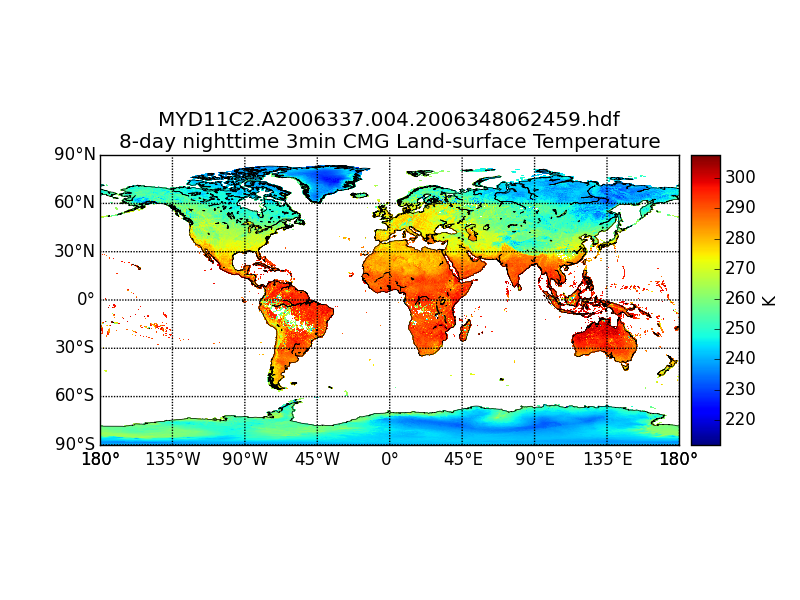 MYD11C2.A2006337.004.2006348062459.hdf
8-day nighttime 3min CMG Land-surface Temperature
90°N
60°N
30°N
0°
30°S
60°S
90°S
180° 135°W 90°W 45°W 0° 45°E 90°E 135°E 180°
300
290
280
270
260
250
240
230
220
K